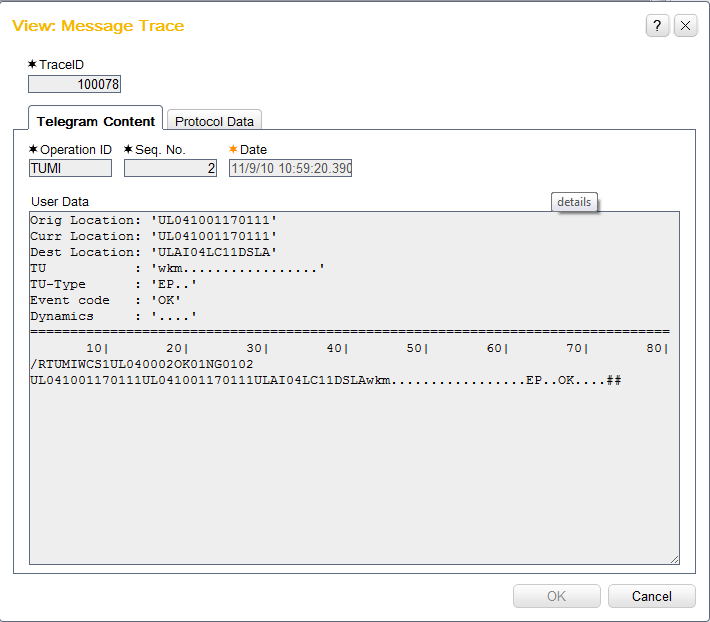 View: Message Trace
?
TraceID
100078
Telegram Content Protocol Data
Operation ID Seq. No. Date
TUMI 2 11/9/10 10:59:20.390
User Data
details
Orig Location: 'UL041001170111'
Curr Location: 'UL041001170111'
Dest Location: 'ULAI04LC11DSLA'
TU : 'wkm.................'
TU-Type : 'EP..'
Event code : 'OK'
Dynamics : '....'
================================================================================
10| 20| 30| 40| 50| 60| 70| 80|
/RTUMIWCS1UL040002OK01NG0102
UL041001170111UL041001170111ULAI04LC11DSLAwkm.................EP..OK....##
OK Cancel